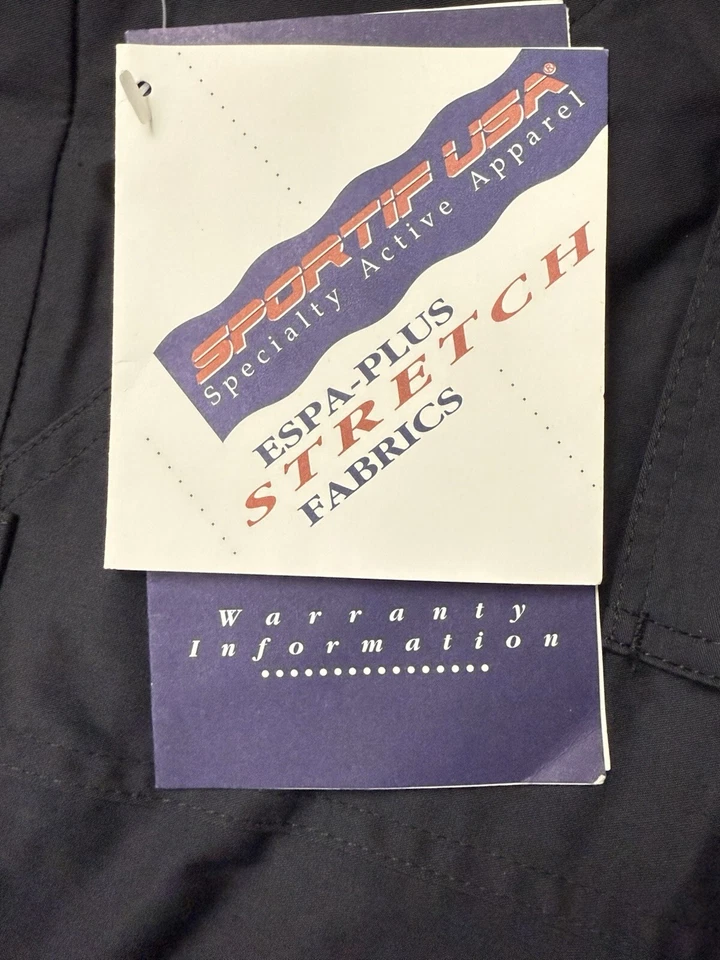 SPORTIF USA®
Specialty Active Apparel
ESPA-PLUS
STRETCH
FABRICS
Warranty
Information